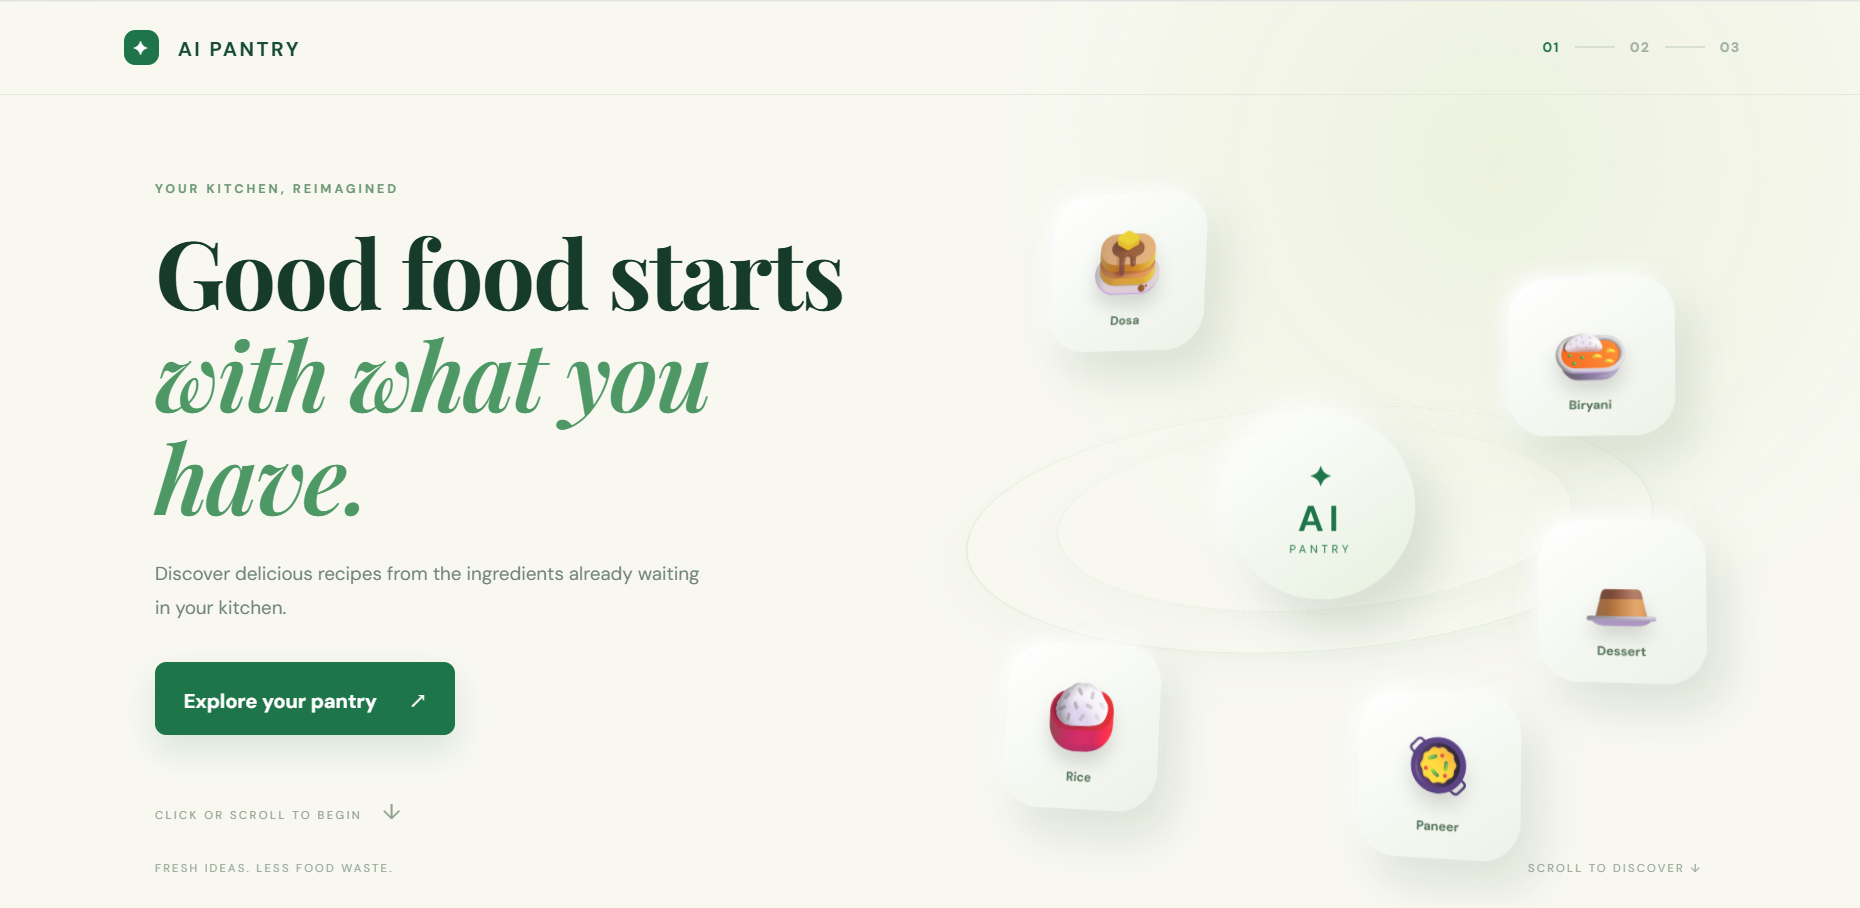 AI PANTRY
01 02 03
YOUR KITCHEN, REIMAGINED
Good food starts
with what you
have.
Discover delicious recipes from the ingredients already waiting
in your kitchen.
Explore your pantry ↗
CLICK OR SCROLL TO BEGIN ↓
FRESH IDEAS. LESS FOOD WASTE.
Dosa
Biryani
AI
PANTRY
Dessert
Rice
Paneer
SCROLL TO DISCOVER ↓